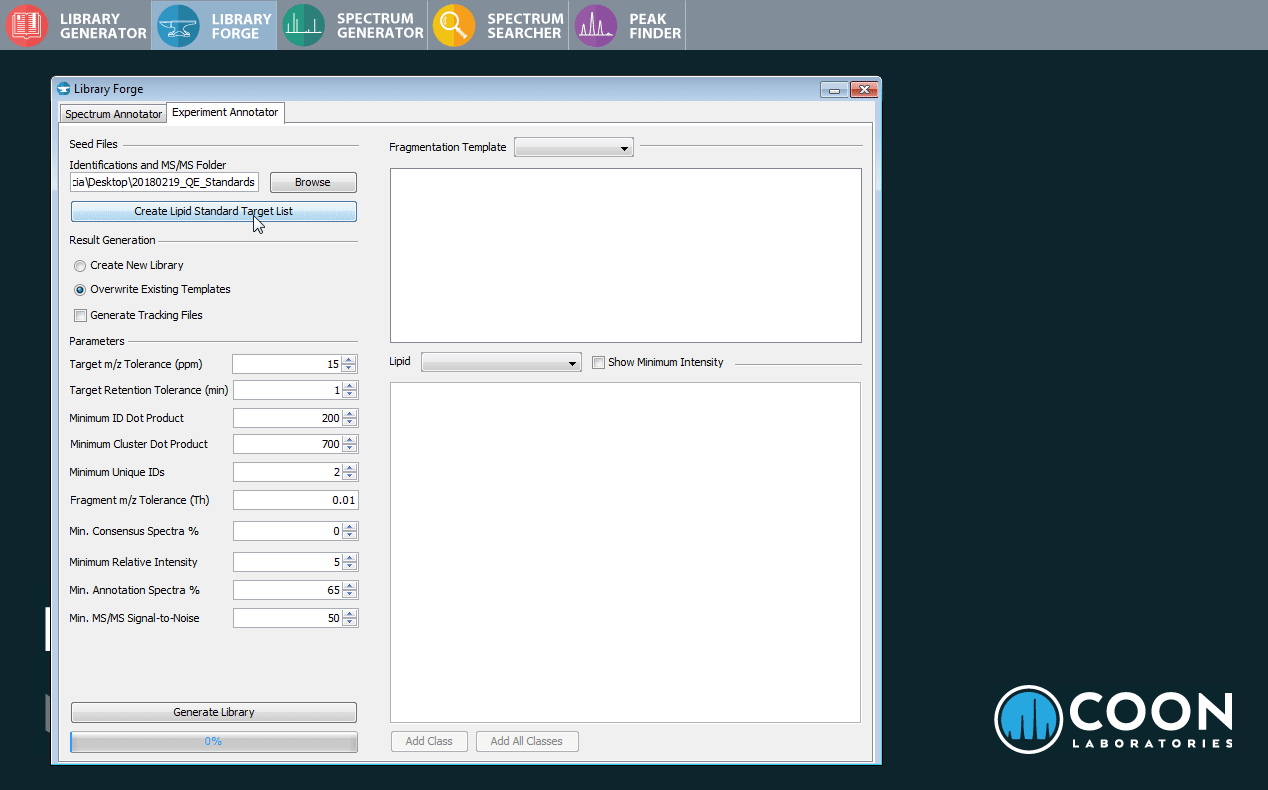 LIBRARY
GENERATOR
LIBRARY
FORGE
SPECTRUM
GENERATOR
SPECTRUM
SEARCHER
PEAK
FINDER
Library Forge
Spectrum Annotator
Experiment Annotator
Seed Files
Identifications and MS/MS Folder
cia\Desktop\20180219_QE_Standards
Browse
Create Lipid Standard Target List
Result Generation
Create New Library
Overwrite Existing Templates
Generate Tracking Files
Parameters
Target m/z Tolerance (ppm) 15
Target Retention Tolerance (min) 1
Minimum ID Dot Product 200
Minimum Cluster Dot Product 700
Minimum Unique IDs 2
Fragment m/z Tolerance (Th) 0.01
Min. Consensus Spectra % 0
Minimum Relative Intensity 5
Min. Annotation Spectra % 65
Min. MS/MS Signal-to-Noise 50
Generate Library
0%
Fragmentation Template
Lipid
Show Minimum Intensity
Add Class
Add All Classes
COON
LABORATORIES